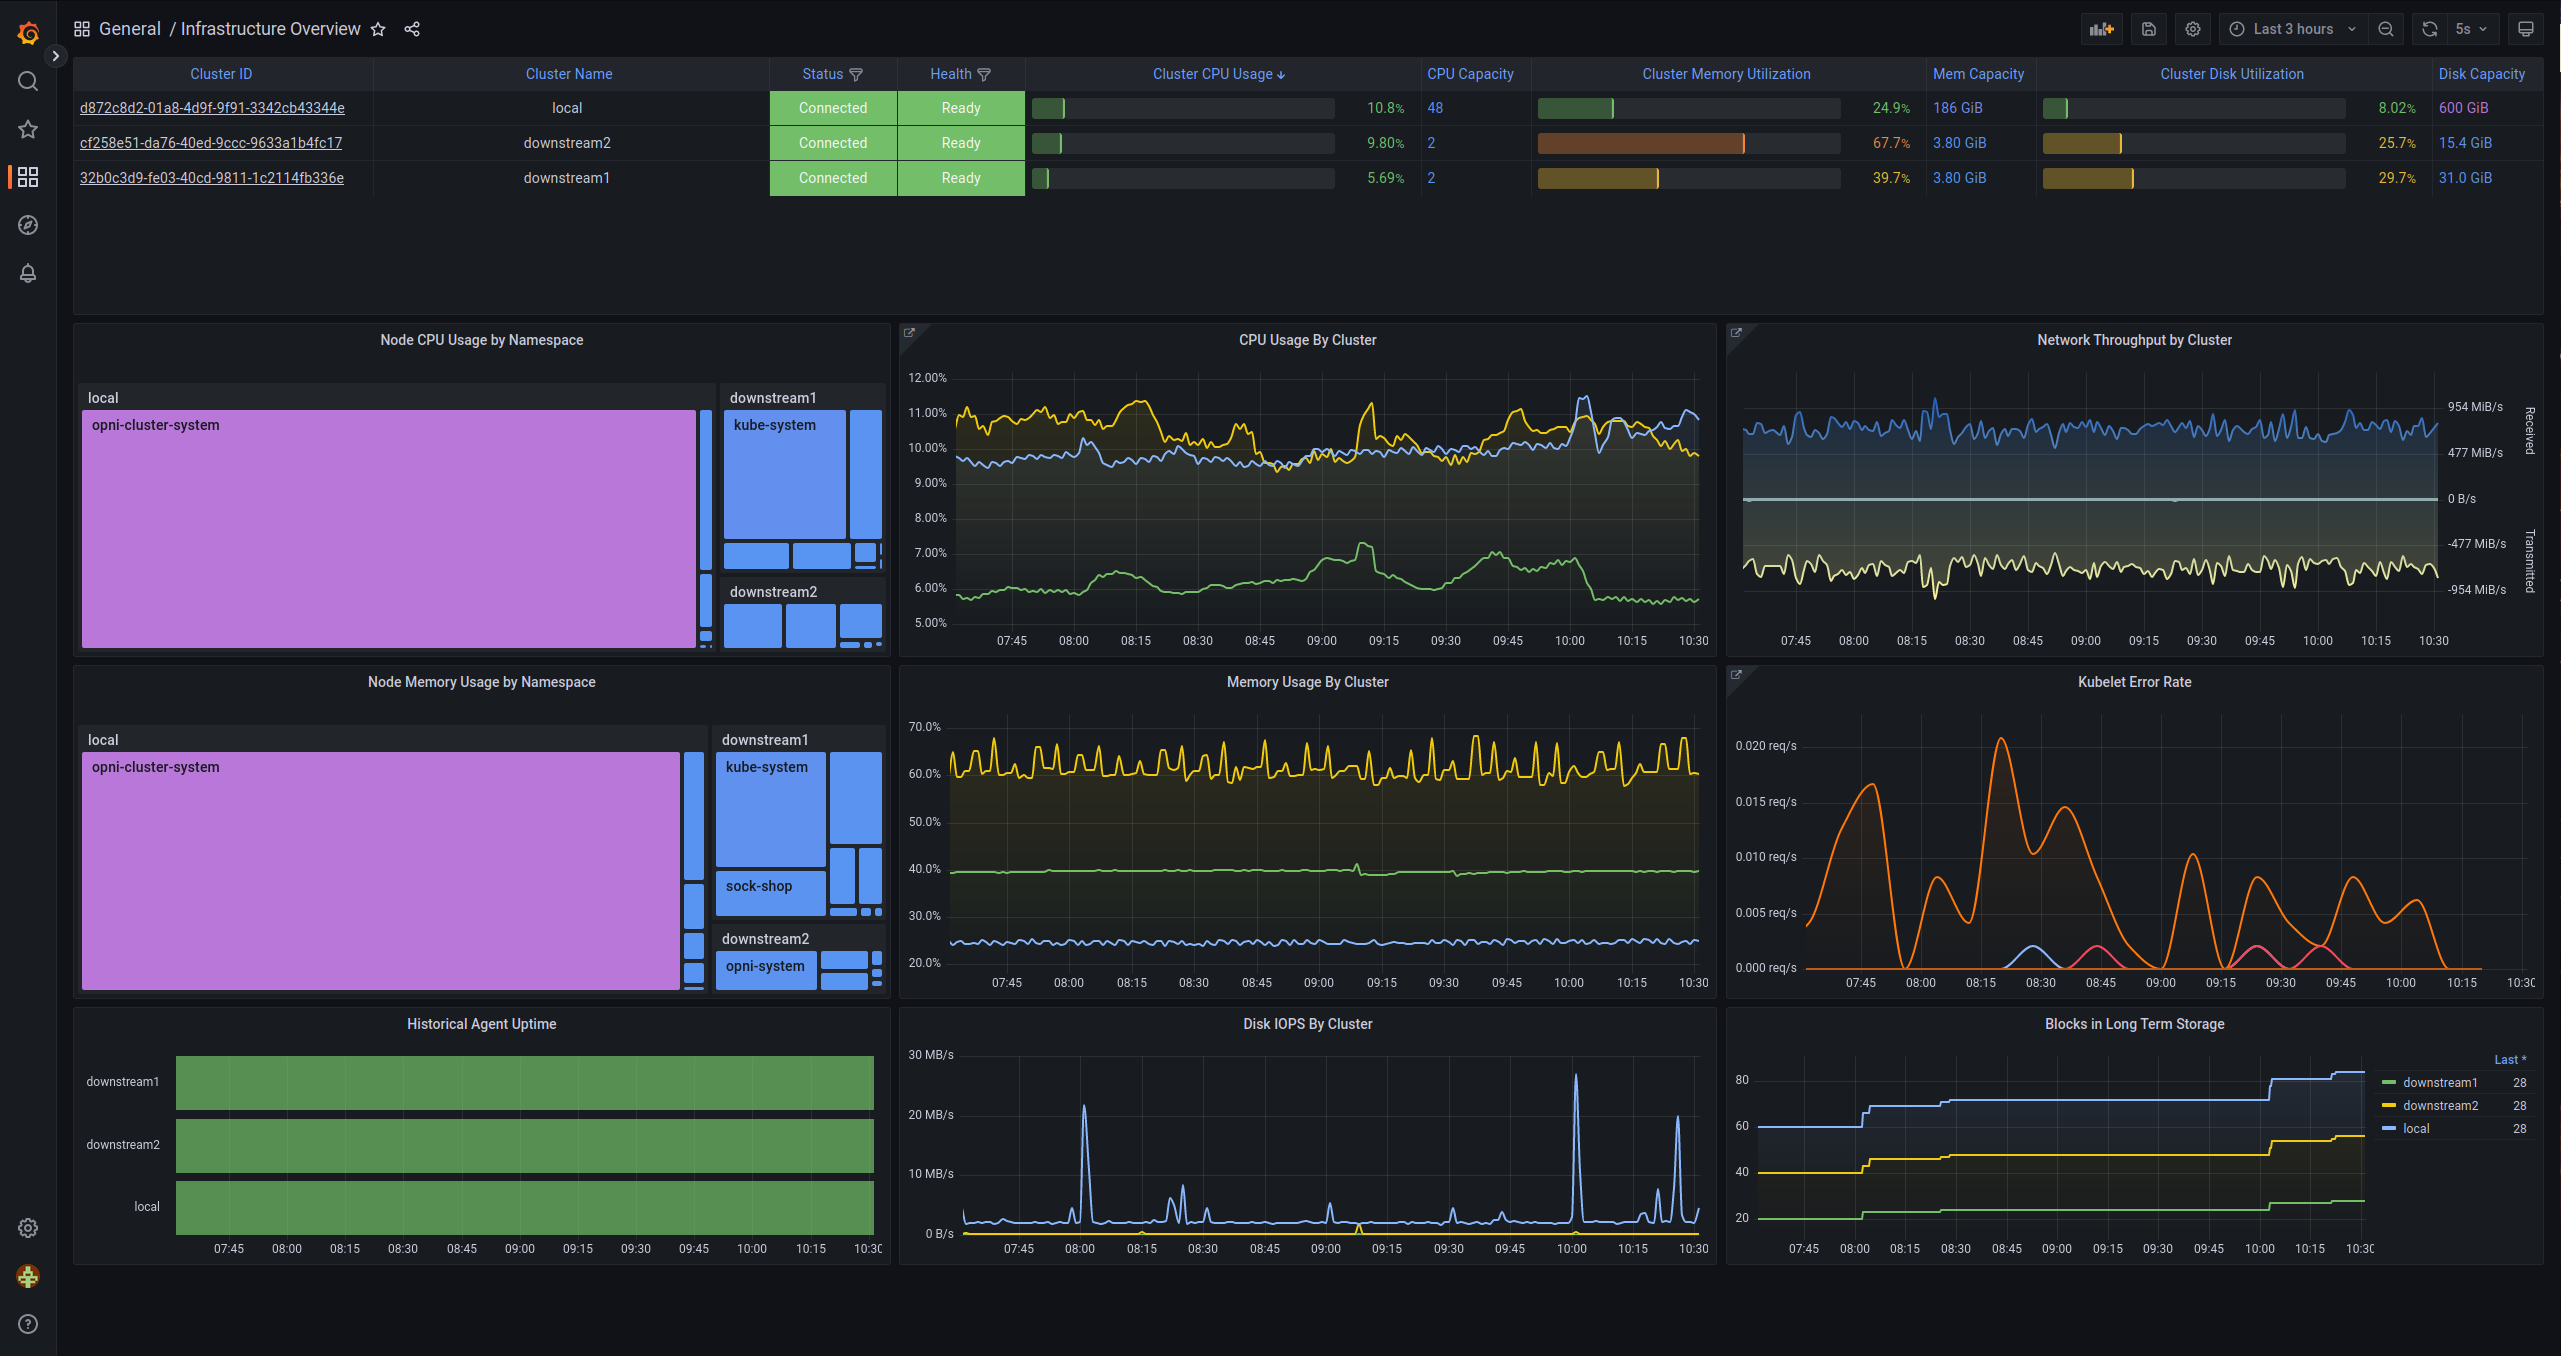 General / Infrastructure Overview
Last 3 hours
5s
Cluster ID Cluster Name Status Health Cluster CPU Usage CPU Capacity Cluster Memory Utilization Mem Capacity Cluster Disk Utilization Disk Capacity
d872c8d2-01a8-4d9f-9f91-3342cb43344e local Connected Ready 10.8% 48 24.9% 186 GiB 8.02% 600 GiB
cf258e51-da76-40ed-9ccc-9633a1b4fc17 downstream2 Connected Ready 9.80% 2 67.7% 3.80 GiB 25.7% 15.4 GiB
32b0c3d9-fe03-40cd-9811-1c2114fb336e downstream1 Connected Ready 5.69% 2 39.7% 3.80 GiB 29.7% 31.0 GiB
Node CPU Usage by Namespace
local
opni-cluster-system
downstream1
kube-system
downstream2
CPU Usage By Cluster
12.00%
11.00%
10.00%
9.00%
8.00%
7.00%
6.00%
5.00%
07:45 08:00 08:15 08:30 08:45 09:00 09:15 09:30 09:45 10:00 10:15 10:30
Network Throughput by Cluster
954 MiB/s
477 MiB/s
0 B/s
-477 MiB/s
-954 MiB/s
Received
Transmitted
07:45 08:00 08:15 08:30 08:45 09:00 09:15 09:30 09:45 10:00 10:15 10:30
Node Memory Usage by Namespace
local
opni-cluster-system
downstream1
kube-system
sock-shop
downstream2
opni-system
Memory Usage By Cluster
70.0%
60.0%
50.0%
40.0%
30.0%
20.0%
07:45 08:00 08:15 08:30 08:45 09:00 09:15 09:30 09:45 10:00 10:15 10:30
Kubelet Error Rate
0.020 req/s
0.015 req/s
0.010 req/s
0.005 req/s
0.000 req/s
07:45 08:00 08:15 08:30 08:45 09:00 09:15 09:30 09:45 10:00 10:15 10:30
Historical Agent Uptime
downstream1
downstream2
local
07:45 08:00 08:15 08:30 08:45 09:00 09:15 09:30 09:45 10:00 10:15 10:30
Disk IOPS By Cluster
30 MB/s
20 MB/s
10 MB/s
0 B/s
07:45 08:00 08:15 08:30 08:45 09:00 09:15 09:30 09:45 10:00 10:15 10:30
Blocks in Long Term Storage
80
60
40
20
07:45 08:00 08:15 08:30 08:45 09:00 09:15 09:30 09:45 10:00 10:15 10:30
Last *
downstream1 28
downstream2 28
local 28